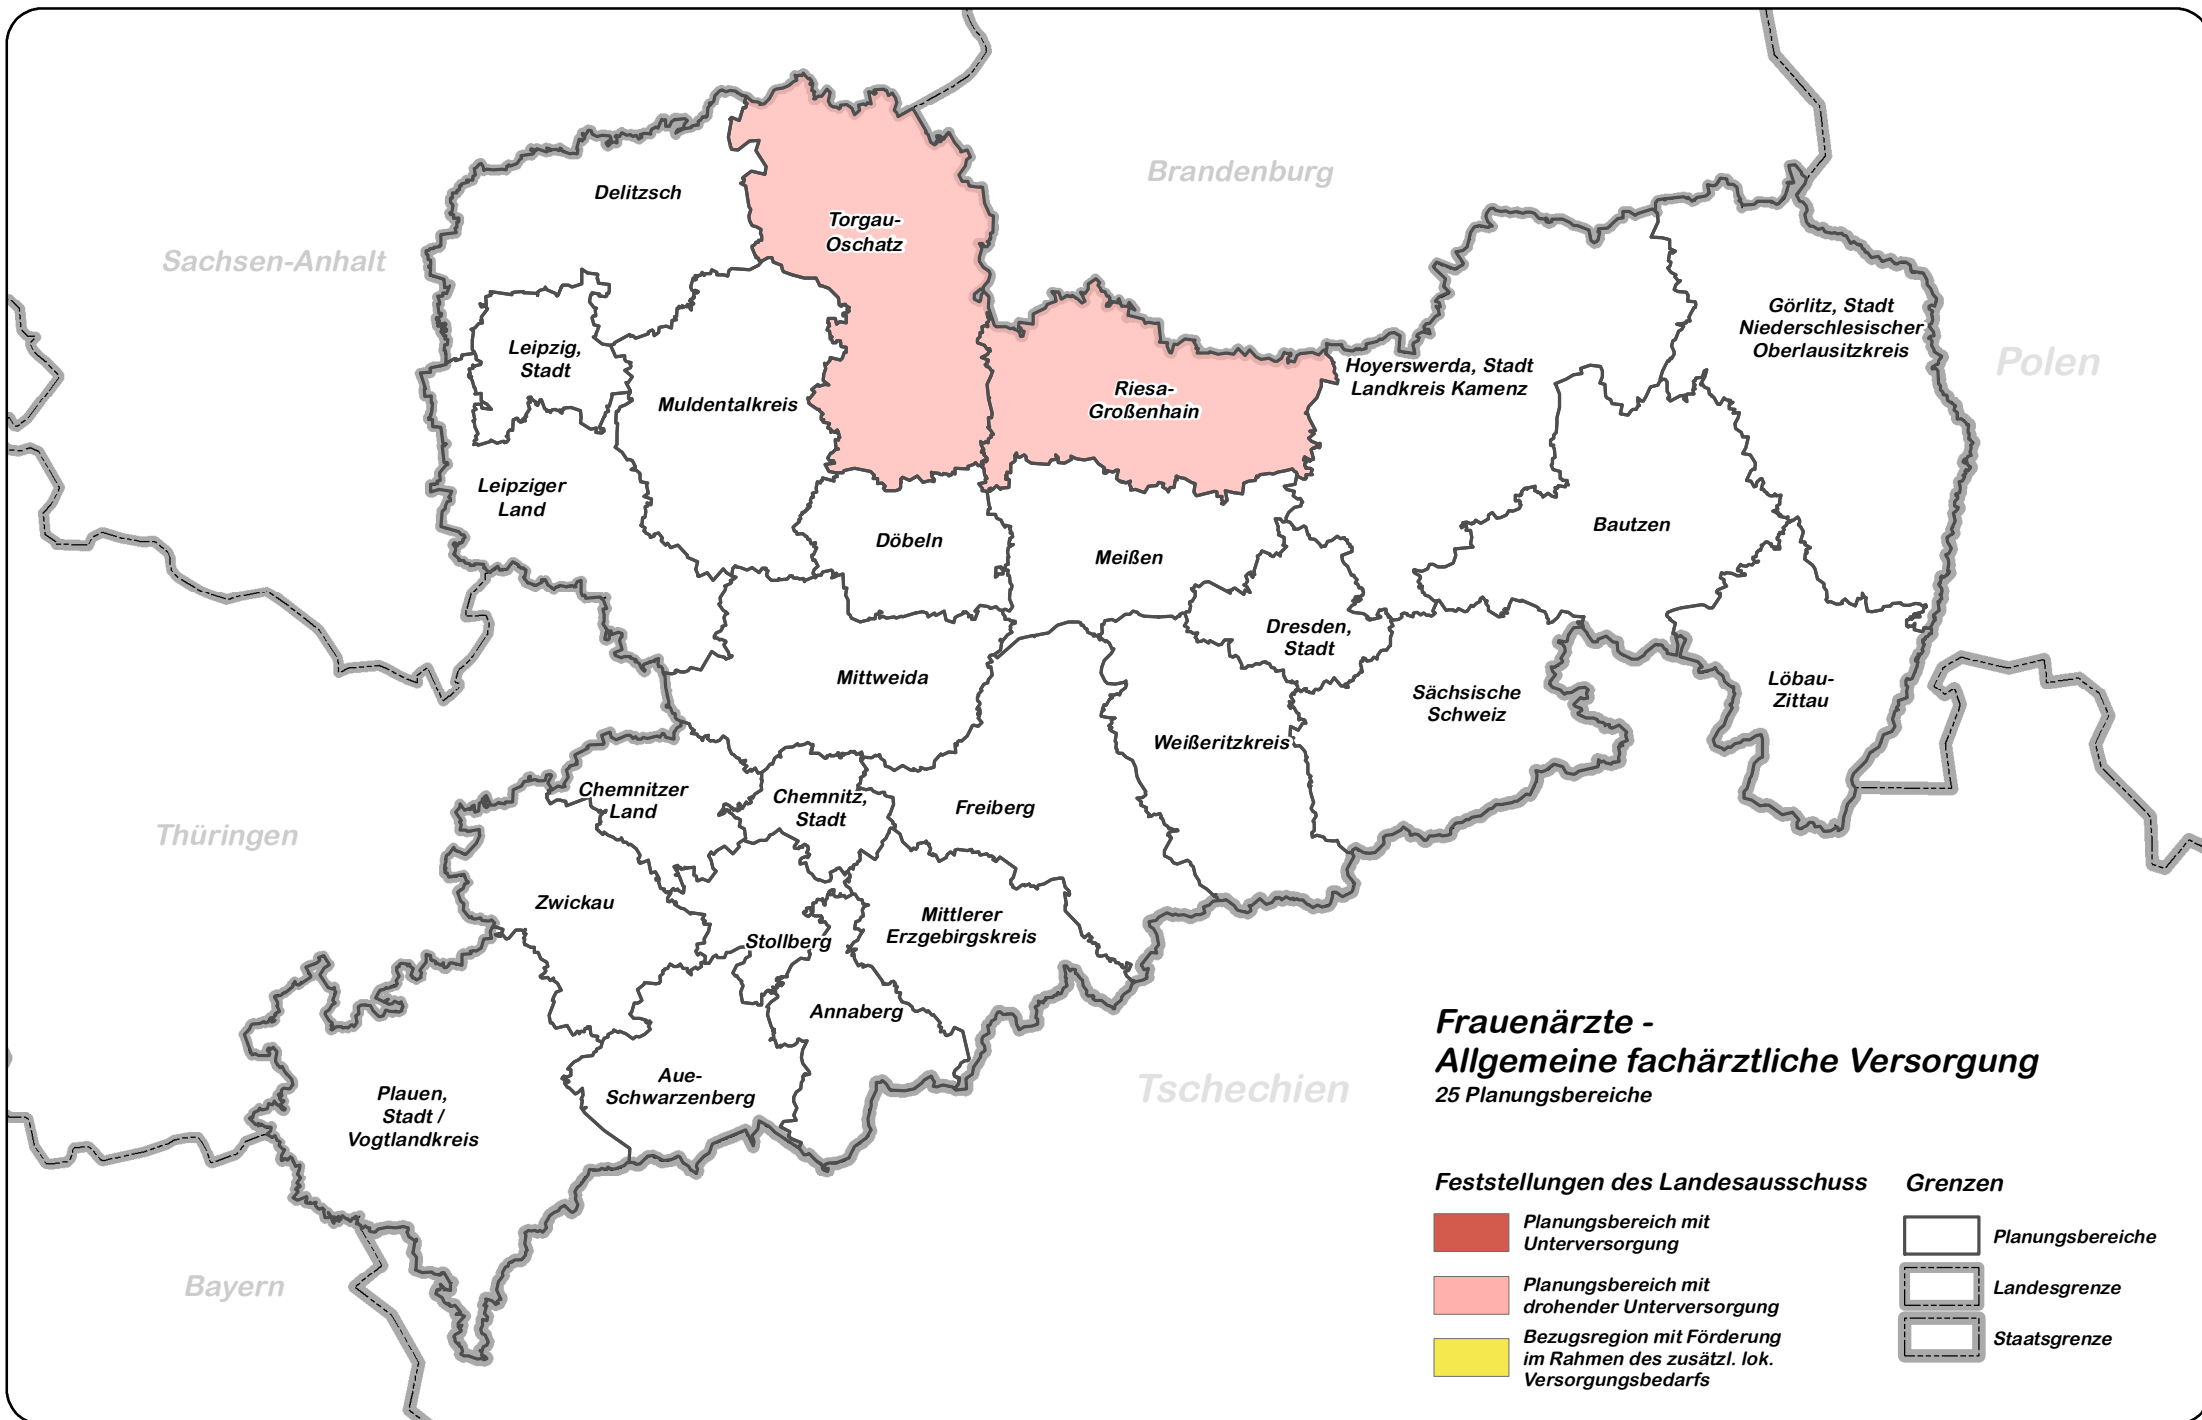 Brandenburg
Delitzsch
Torgau-
Oschatz
Sachsen-Anhalt
Görlitz, Stadt
Niederschlesischer
Oberlausitzkreis
Polen
Leipzig,
Stadt
Hoyerswerda, Stadt
Landkreis Kamenz
Riesa-
Großenhain
Muldentalkreis
Leipziger
Land
Bautzen
Döbeln
Meißen
Dresden,
Stadt
Mittweida
Sächsische
Schweiz
Löbau-
Zittau
Weißeritzkreis
Chemnitzer
Land
Chemnitz,
Stadt
Freiberg
Thüringen
Zwickau
Mittlerer
Erzgebirgskreis
Stollberg
Annaberg
Aue-
Schwarzenberg
Plauen,
Stadt /
Vogtlandkreis
Tschechien
Bayern
Frauenärzte -
Allgemeine fachärztliche Versorgung
25 Planungsbereiche
Feststellungen des Landesausschuss
Planungsbereich mit
Unterversorgung
Planungsbereich mit
drohender Unterversorgung
Bezugsregion mit Förderung
im Rahmen des zusätzl. lok.
Versorgungsbedarfs
Grenzen
Planungsbereiche
Landesgrenze
Staatsgrenze